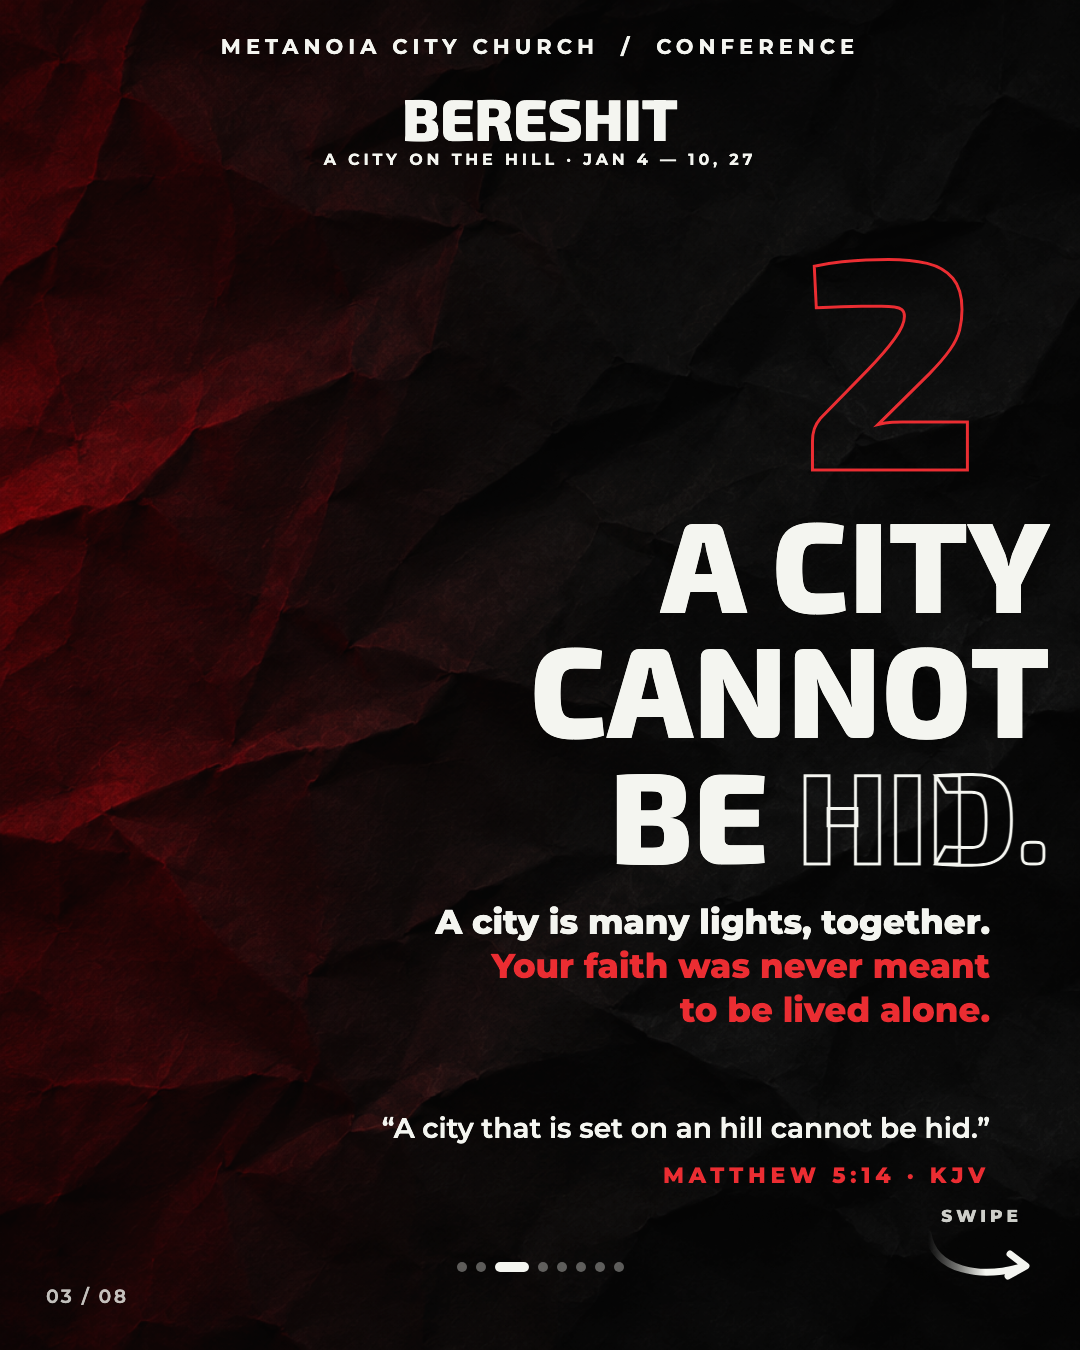 METANOIA CITY CHURCH / CONFERENCE
BERESHIT
A CITY ON THE HILL · JAN 4 — 10, 27
2
A CITY
CANNOT
BE HID.
A city is many lights, together.
Your faith was never meant
to be lived alone.
“A city that is set on an hill cannot be hid.”
MATTHEW 5:14 · KJV
SWIPE
03 / 08